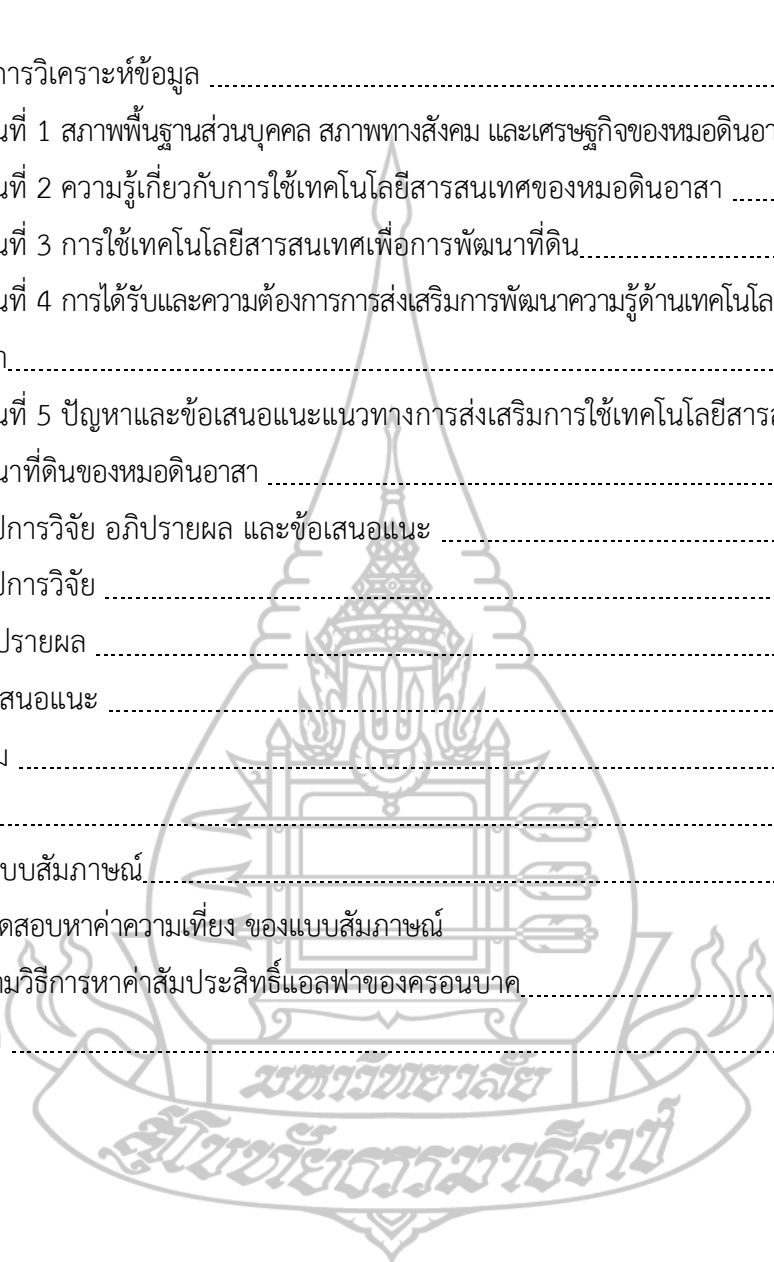 การวิเคราะห์ข้อมูล
นที่ 1 สภาพพื้นฐานส่วนบุคคล สภาพทางสังคม และเศรษฐกิจของหมอดินอา
นที่ 2 ความรู้เกี่ยวกับการใช้เทคโนโลยีสารสนเทศของหมอดินอาสา
นที่ 3 การใช้เทคโนโลยีสารสนเทศเพื่อการพัฒนาที่ดิน
นที่ 4 การได้รับและความต้องการการส่งเสริมการพัฒนาความรู้ด้านเทคโนโล
า
นที่ 5 ปัญหาและข้อเสนอแนะแนวทางการส่งเสริมการใช้เทคโนโลยีสารส
นาที่ดินของหมอดินอาสา
ปการวิจัย อภิปรายผล และข้อเสนอแนะ
ปการวิจัย
ปรายผล
เสนอแนะ
ม
บบสัมภาษณ์
ดสอบหาค่าความเที่ยง ของแบบสัมภาษณ์
ามวิธีการหาค่าสัมประสิทธิ์แอลฟาของครอนบาค
มหาวิทยาลัย
สุโขทัยธรรมาธิราช